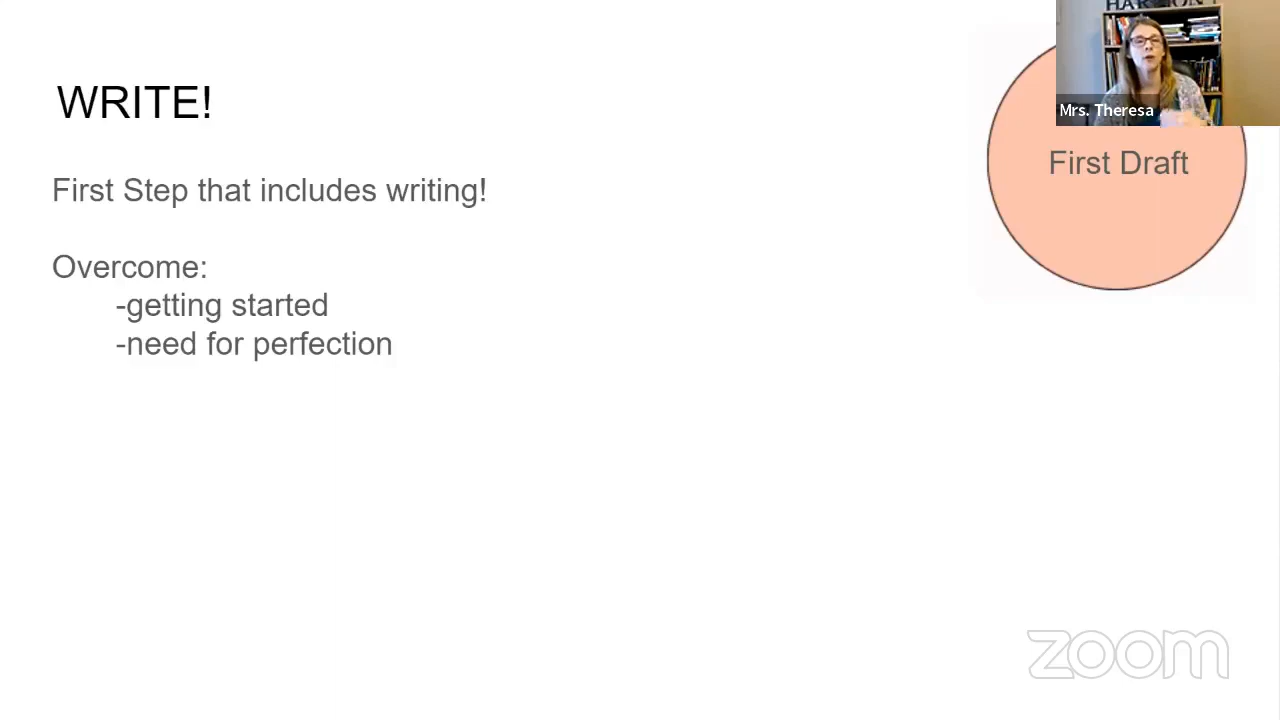 WRITE!
First Step that includes writing!
Overcome:
-getting started
-need for perfection
First Draft
Mrs. Theresa
zoom